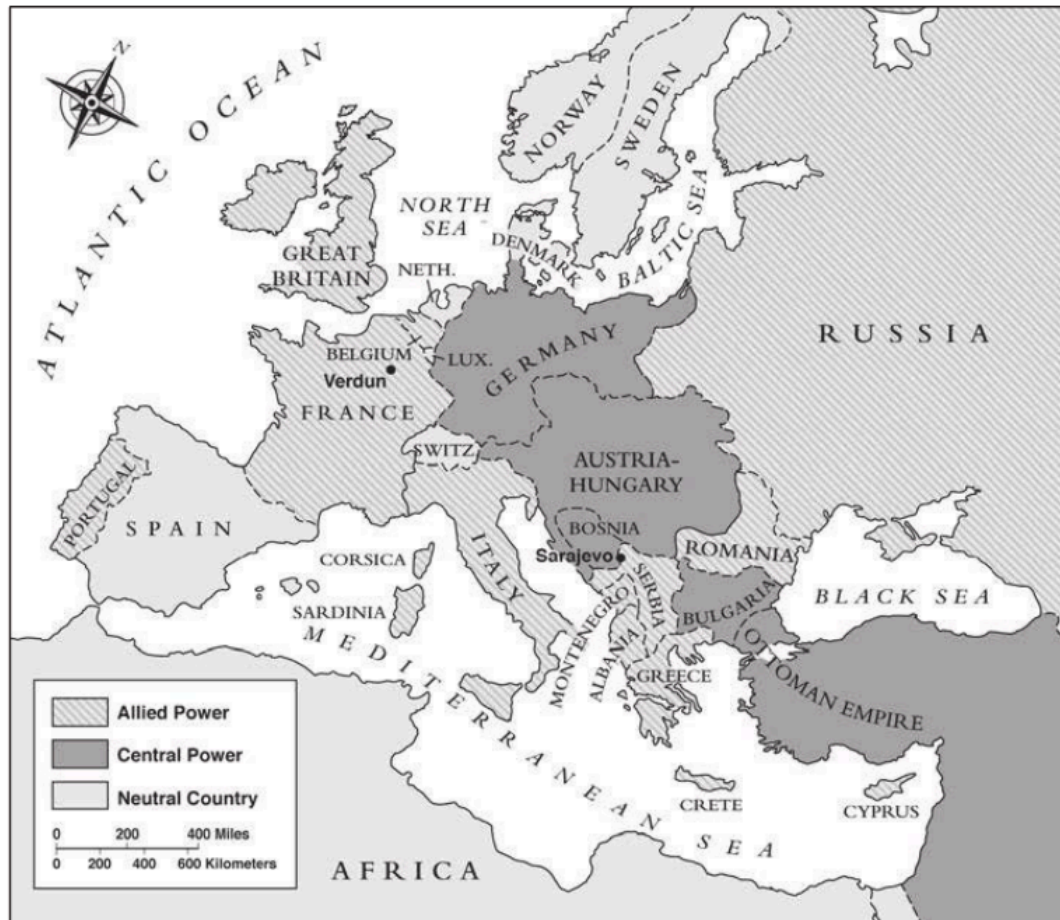 N
ATLANTIC OCEAN
NORWAY
SWEDEN
NORTH
SEA
BALTIC SEA
DENMARK
GREAT
BRITAIN
NETH.
RUSSIA
BELGIUM
LUX.
GERMANY
Verdun
FRANCE
SWITZ
AUSTRIA-
HUNGARY
PORTUGAL
SPAIN
BOSNIA
CORSICA
ITALY
Sarajevo
SERBIA
ROMANIA
SARDINIA
MONTENEGRO
BULGARIA
BLACK SEA
ALBANIA
GREECE
OTTOMAN EMPIRE
MEDITERRANEAN SEA
CRETE
CYPRUS
AFRICA
Allied Power
Central Power
Neutral Country
0 200 400 Miles
0 200 400 600 Kilometers